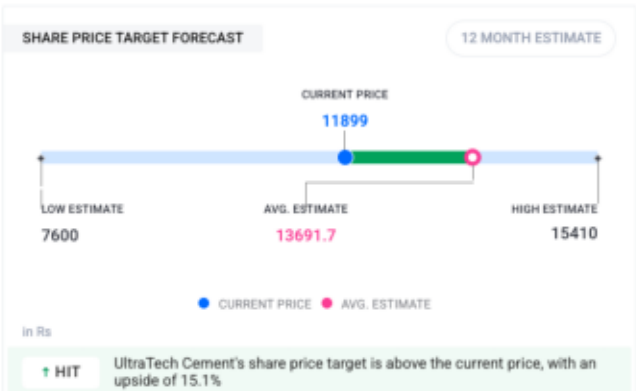 SHARE PRICE TARGET FORECAST
12 MONTH ESTIMATE
CURRENT PRICE
11899
LOW ESTIMATE
AVG. ESTIMATE
HIGH ESTIMATE
7600
13691.7
15410
CURRENT PRICE
AVG. ESTIMATE
in Rs
↑ HIT
UltraTech Cement's share price target is above the current price, with an
upside of 15.1%